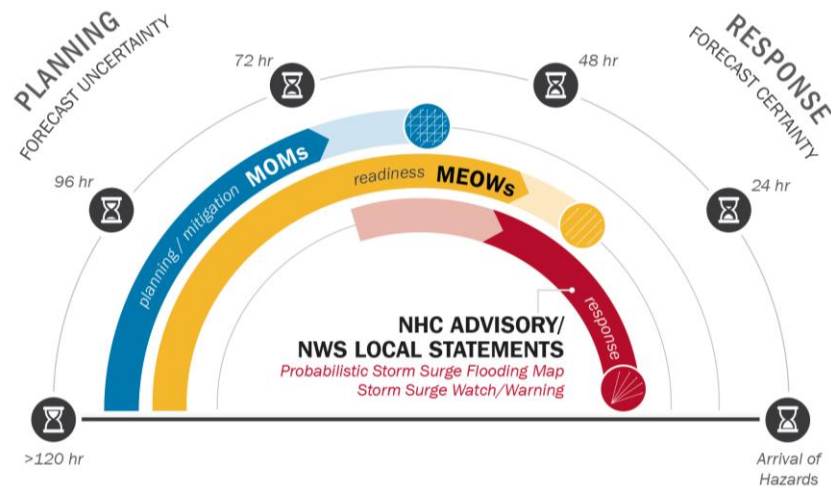 PLANNING
FORECAST UNCERTAINTY
RESPONSE
FORECAST CERTAINTY
72 hr
48 hr
96 hr
24 hr
planning / mitigation MOMs
readiness MEOWs
response
NHC ADVISORY/
NWS LOCAL STATEMENTS
Probabilistic Storm Surge Flooding Map
Storm Surge Watch/Warning
>120 hr
Arrival of
Hazards